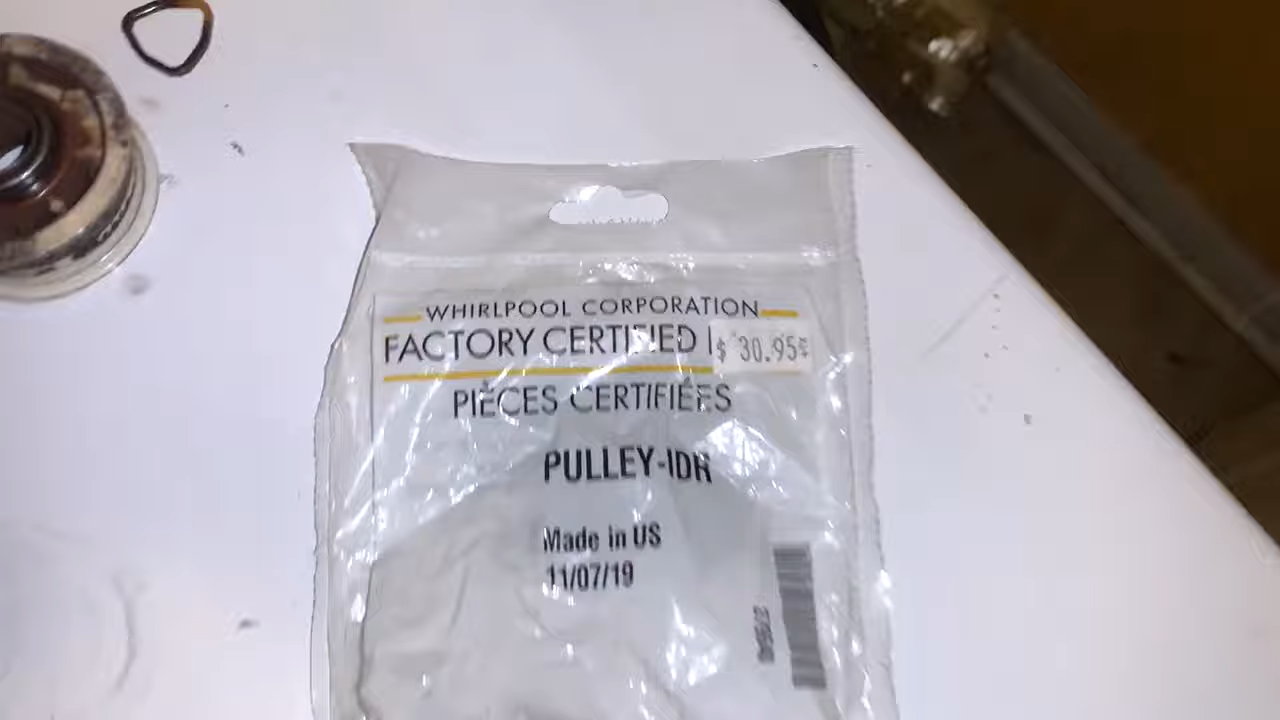 WHIRLPOOL CORPORATION
FACTORY CERTIFIED
$ 30.95¢
PIÈCES CERTIFIÉES
PULLEY-IDR
Made in US
11/07/19